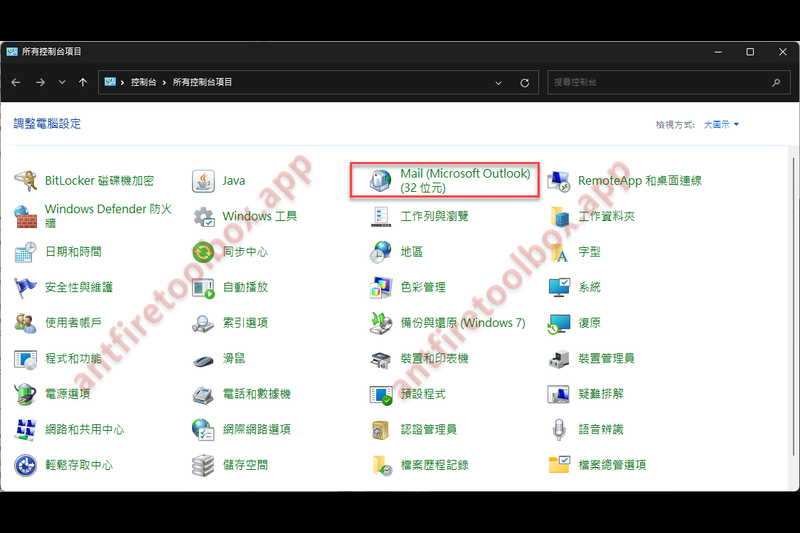 所有控制台項目
控制台 所有控制台項目
搜尋控制台
調整電腦設定
檢視方式: 大圖示
BitLocker 磁碟機加密
Java
Mail (Microsoft Outlook)
(32 位元)
RemoteApp 和桌面連線
Windows Defender 防火
牆
Windows 工具
工作列與瀏覽
工作資料夾
日期和時間
同步中心
地區
字型
安全性與維護
自動播放
色彩管理
系統
使用者帳戶
索引選項
備份與還原 (Windows 7)
復原
程式和功能
滑鼠
裝置和印表機
裝置管理員
電源選項
電話和數據機
預設程式
疑難排解
網路和共用中心
網際網路選項
認證管理員
語音辨識
輕鬆存取中心
儲存空間
檔案歷程記錄
檔案總管選項
antfiretoolbox.app
antfiretoolbox.app